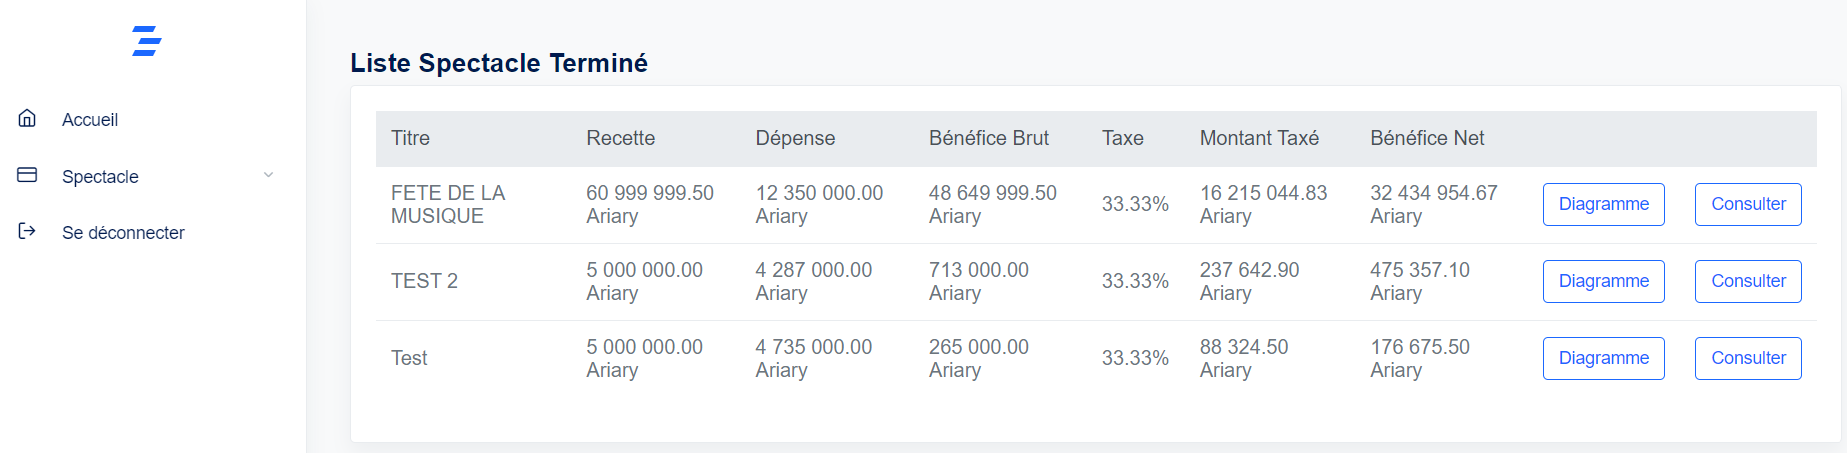 Liste Spectacle Terminé
Accueil
Spectacle
Se déconnecter
Titre Recette Dépense Bénéfice Brut Taxe Montant Taxé Bénéfice Net
FETE DE LA MUSIQUE 60 999 999.50 Ariary 12 350 000.00 Ariary 48 649 999.50 Ariary 33.33% 16 215 044.83 Ariary 32 434 954.67 Ariary Diagramme Consulter
TEST 2 5 000 000.00 Ariary 4 287 000.00 Ariary 713 000.00 Ariary 33.33% 237 642.90 Ariary 475 357.10 Ariary Diagramme Consulter
Test 5 000 000.00 Ariary 4 735 000.00 Ariary 265 000.00 Ariary 33.33% 88 324.50 Ariary 176 675.50 Ariary Diagramme Consulter